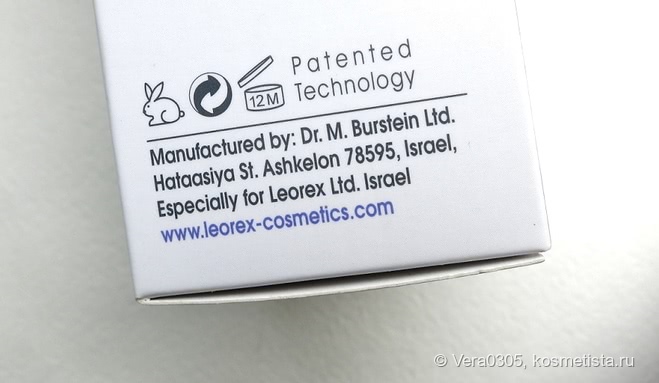 Patented
Technology
12M
Manufactured by: Dr. M. Burstein Ltd.
Hataasiya St. Ashkelon 78595, Israel,
Especially for Leorex Ltd. Israel
www.leorex-cosmetics.com
© Vera0305, kosmetista.ru